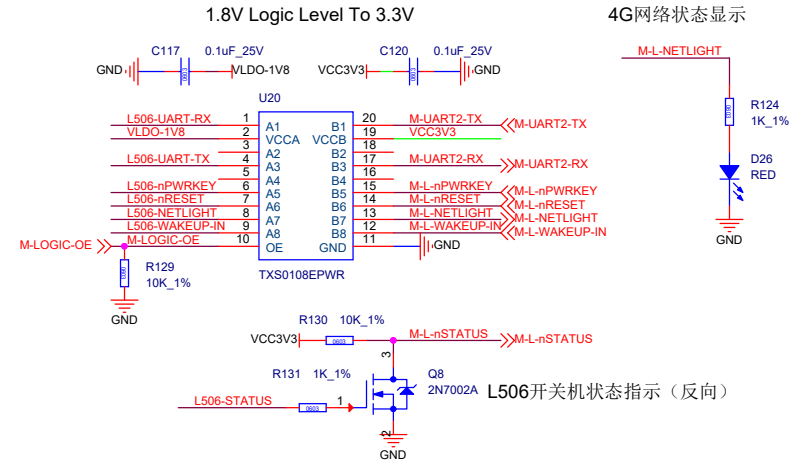 1.8V Logic Level To 3.3V
4G网络状态显示
C117 0.1uF_25V
C120 0.1uF_25V
M-L-NETLIGHT
GND VLDO-1V8
VCC3V3 GND
0603
0603
U20
R124
1K_1%
0603
L506-UART-RX 1 A1 B1 20 M-UART2-TX M-UART2-TX
VLDO-1V8 2 VCCA VCCB 19 VCC3V3
3 A2 B2 18
L506-UART-TX 4 A3 B3 17 M-UART2-RX M-UART2-RX
5 A4 B4 16
L506-nPWRKEY 6 A5 B5 15 M-L-nPWRKEY M-L-nPWRKEY
L506-nRESET 7 A6 B6 14 M-L-nRESET M-L-nRESET
L506-NETLIGHT 8 A7 B7 13 M-L-NETLIGHT M-L-NETLIGHT
L506-WAKEUP-IN 9 A8 B8 12 M-L-WAKEUP-IN M-L-WAKEUP-IN
M-LOGIC-OE M-LOGIC-OE 10 OE GND 11 GND
D26
RED
GND
R129
10K_1%
0603
GND
TXS0108EPWR
R130 10K_1%
VCC3V3 0603 M-L-nSTATUS M-L-nSTATUS
3
R131 1K_1%
Q8
2N7002A
L506开关机状态指示（反向）
L506-STATUS 0603 1
2
GND